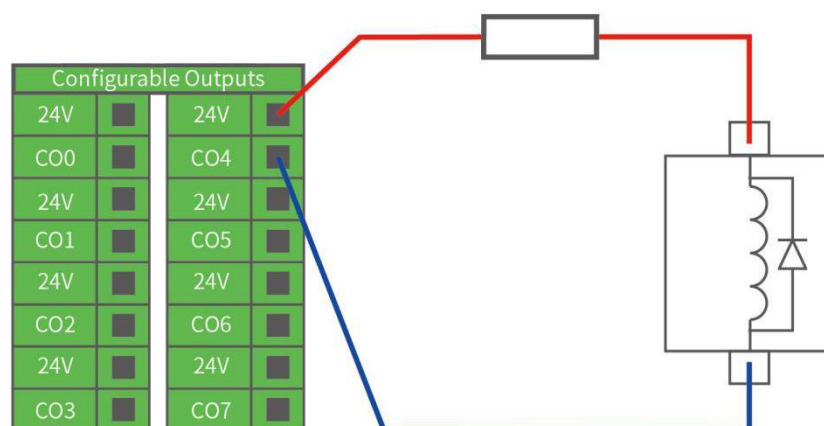 Configurable Outputs
24V 24V
CO0 CO4
24V 24V
CO1 CO5
24V 24V
CO2 CO6
24V 24V
CO3 CO7